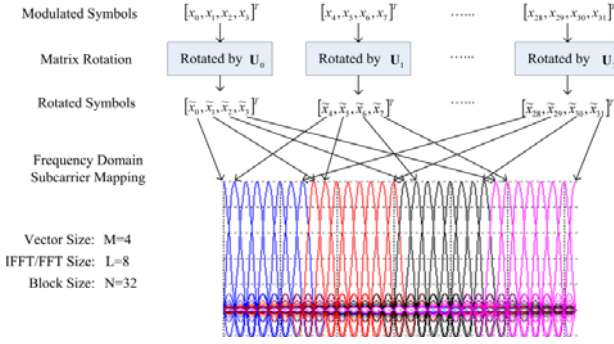 Modulated Symbols [x₀, x₁, x₂, x₃]ᵀ [x₄, x₅, x₆, x₇]ᵀ ...... [x₂₈, x₂₉, x₃₀, x₃₁]ᵀ
Matrix Rotation Rotated by U₀ Rotated by U₁ ...... Rotated by U
Rotated Symbols [x̃₀, x̃₁, x̃₂, x̃₃]ᵀ [x̃₄, x̃₅, x̃₆, x̃₇]ᵀ ...... [x̃₂₈, x̃₂₉, x̃₃₀, x̃₃₁]ᵀ
Frequency Domain
Subcarrier Mapping
Vector Size: M=4
IFFT/FFT Size: L=8
Block Size: N=32